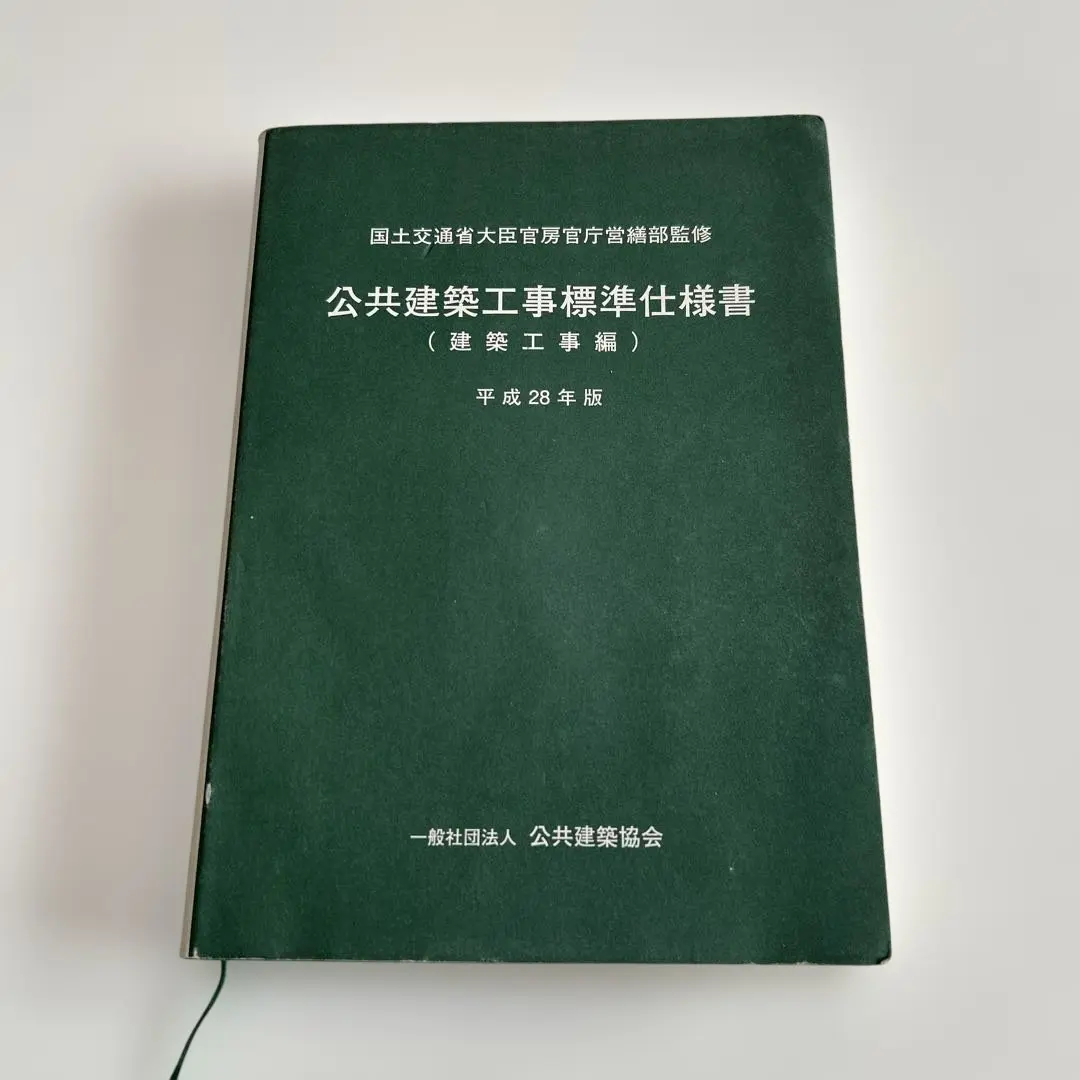 国土交通省大臣官房官庁営繕部監修
公共建築工事標準仕様書
(建築工事編)
平成28年版
一般社団法人 公共建築協会